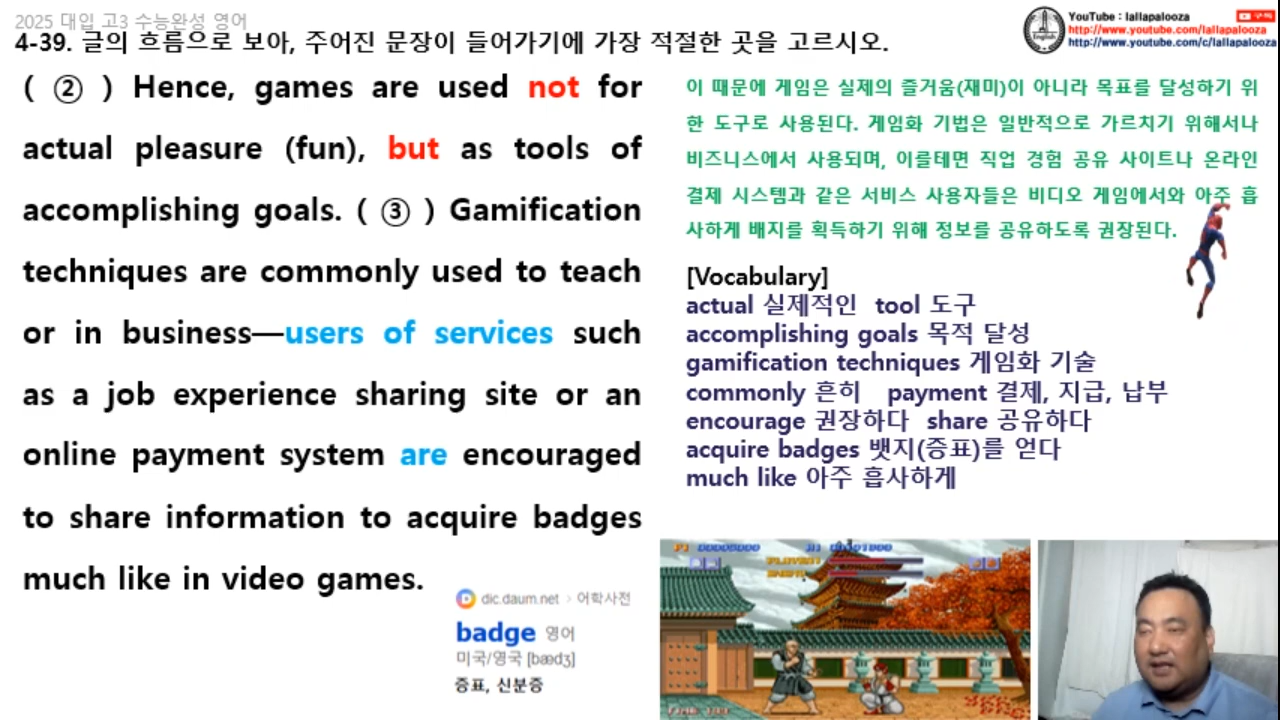 2025 대입 고3 수능완성 영어
4-39. 글의 흐름으로 보아, 주어진 문장이 들어가기에 가장 적절한 곳을 고르시오.
YouTube : lallapalooza
구독
http://www.youtube.com/lallapalooza
http://www.youtube.com/c/lallapalooza
English
( ② ) Hence, games are used not for
actual pleasure (fun), but as tools of
accomplishing goals. ( ③ ) Gamification
techniques are commonly used to teach
or in business—users of services such
as a job experience sharing site or an
online payment system are encouraged
to share information to acquire badges
much like in video games.
dic.daum.net › 어학사전
badge 영어
미국/영국 [bædʒ]
증표, 신분증
이 때문에 게임은 실제의 즐거움(재미)이 아니라 목표를 달성하기 위
한 도구로 사용된다. 게임화 기법은 일반적으로 가르치기 위해서나
비즈니스에서 사용되며, 이를테면 직업 경험 공유 사이트나 온라인
결제 시스템과 같은 서비스 사용자들은 비디오 게임에서와 아주 흡
사하게 배지를 획득하기 위해 정보를 공유하도록 권장된다.
[Vocabulary]
actual 실제적인 tool 도구
accomplishing goals 목적 달성
gamification techniques 게임화 기술
commonly 흔히 payment 결제, 지급, 납부
encourage 권장하다 share 공유하다
acquire badges 뱃지(증표)를 얻다
much like 아주 흡사하게